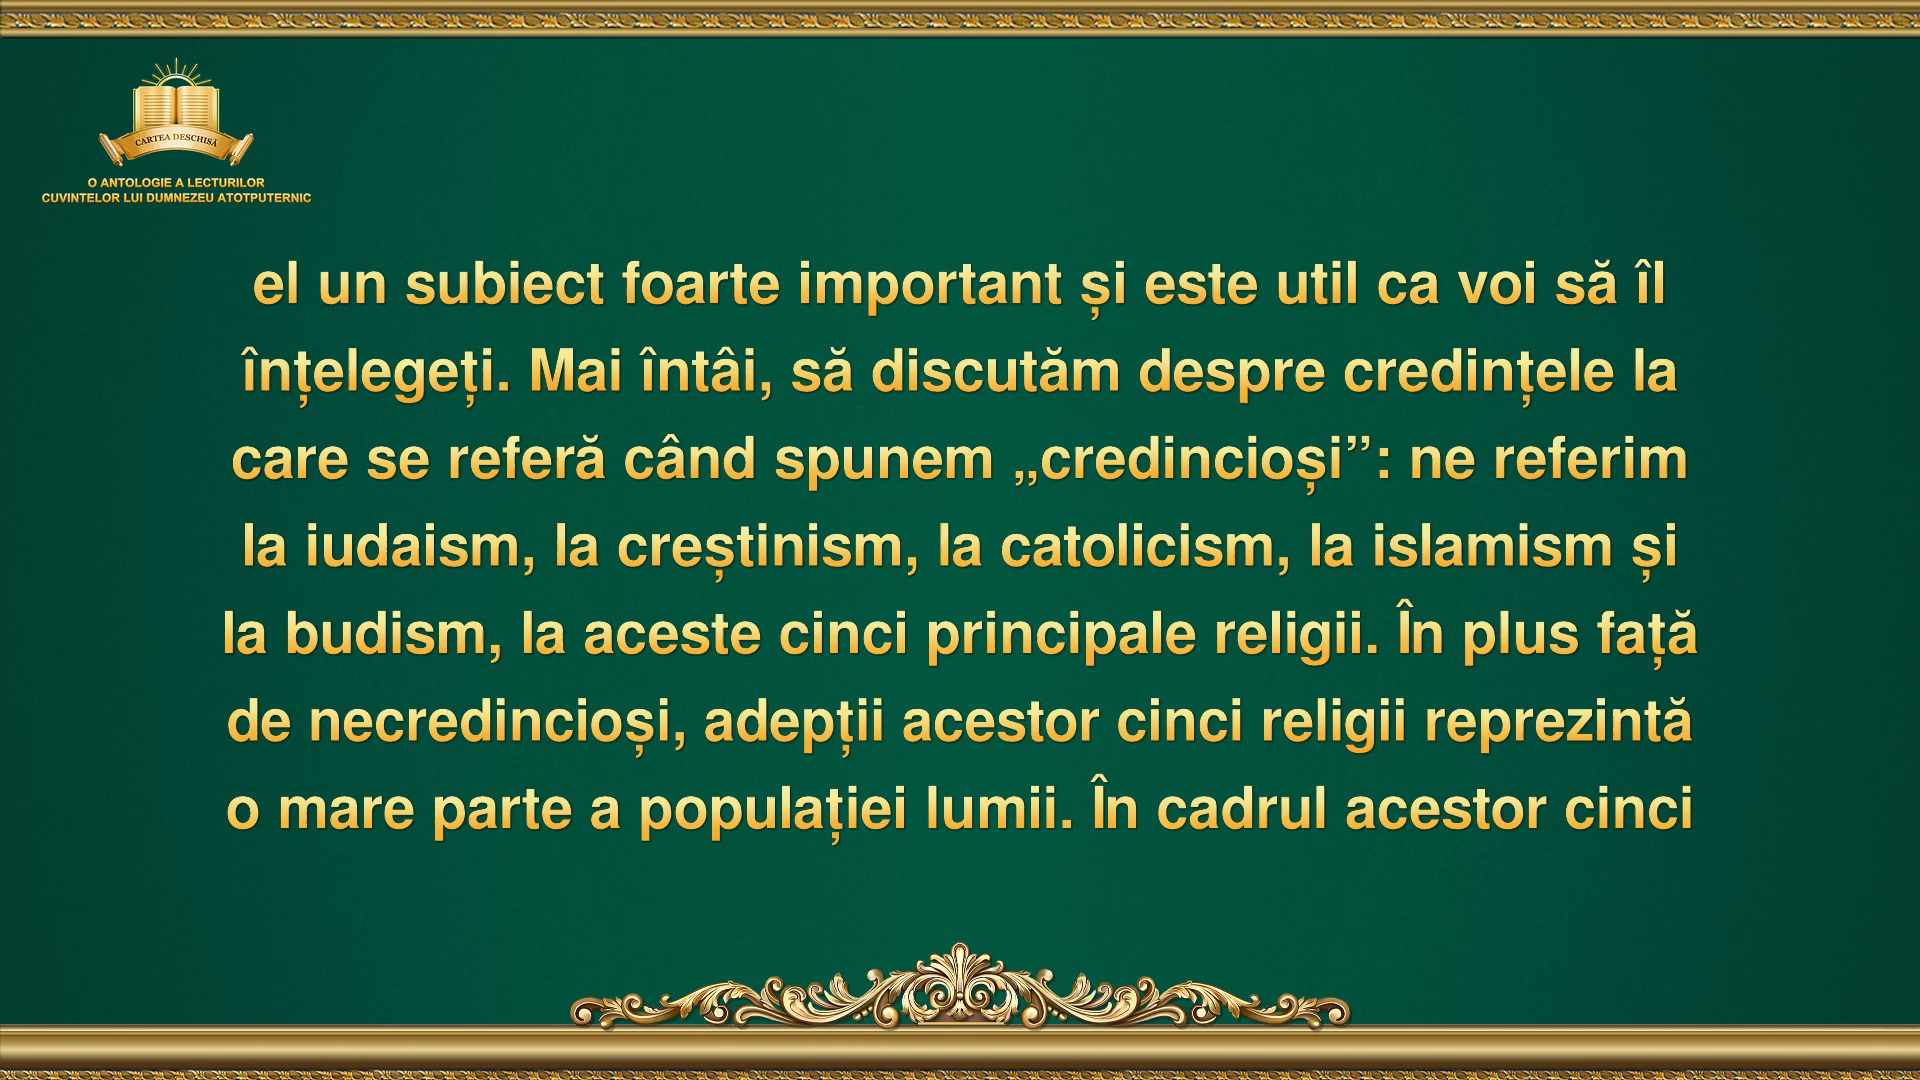 CARTEA DESCHISĂ
O ANTOLOGIE A LECTURILOR
CUVINTELOR LUI DUMNEZEU ATOTPUTERNIC
el un subiect foarte important și este util ca voi să îl
înțelegeți. Mai întâi, să discutăm despre credințele la
care se referă când spunem „credincioși”: ne referim
la iudaism, la creștinism, la catolicism, la islamism și
la budism, la aceste cinci principale religii. În plus față
de necredincioși, adepții acestor cinci religii reprezintă
o mare parte a populației lumii. În cadrul acestor cinci